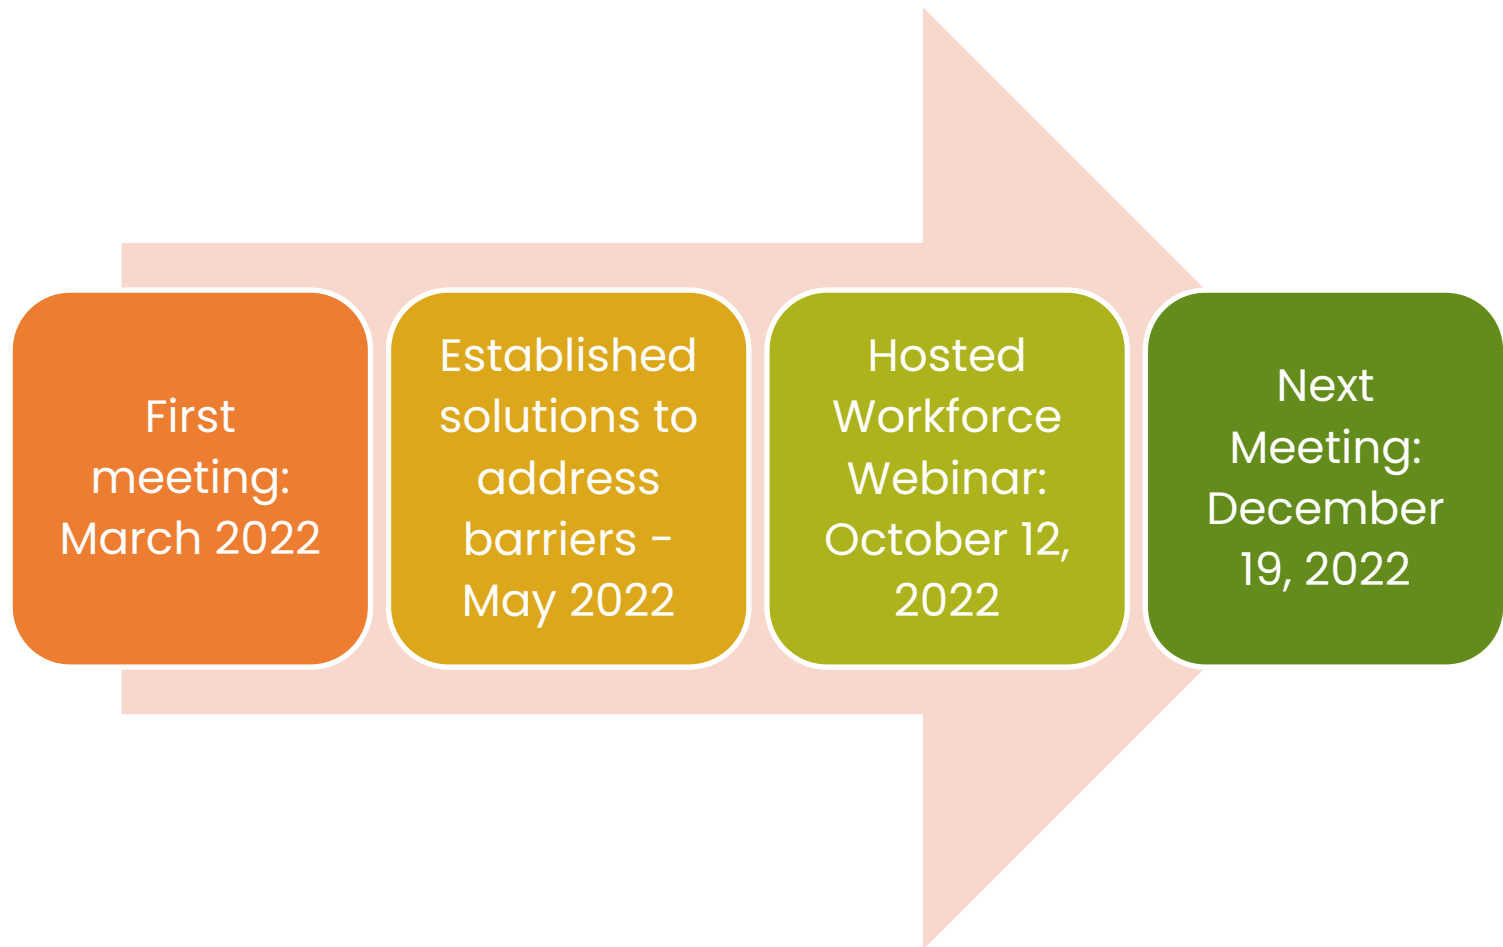 First
meeting:
March 2022
Established
solutions to
address
barriers -
May 2022
Hosted
Workforce
Webinar:
October 12,
2022
Next
Meeting:
December
19, 2022